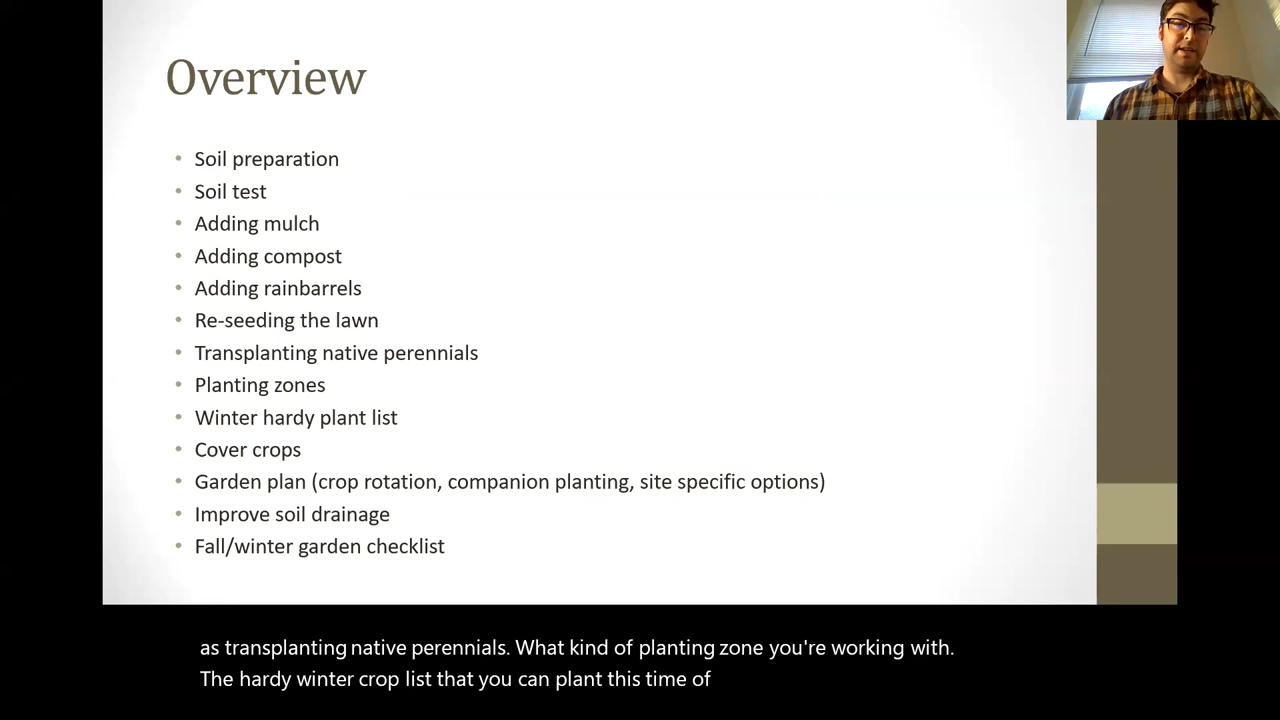 Overview
• Soil preparation
• Soil test
• Adding mulch
• Adding compost
• Adding rainbarrels
• Re-seeding the lawn
• Transplanting native perennials
• Planting zones
• Winter hardy plant list
• Cover crops
• Garden plan (crop rotation, companion planting, site specific options)
• Improve soil drainage
• Fall/winter garden checklist
as transplanting native perennials. What kind of planting zone you're working with.
The hardy winter crop list that you can plant this time of